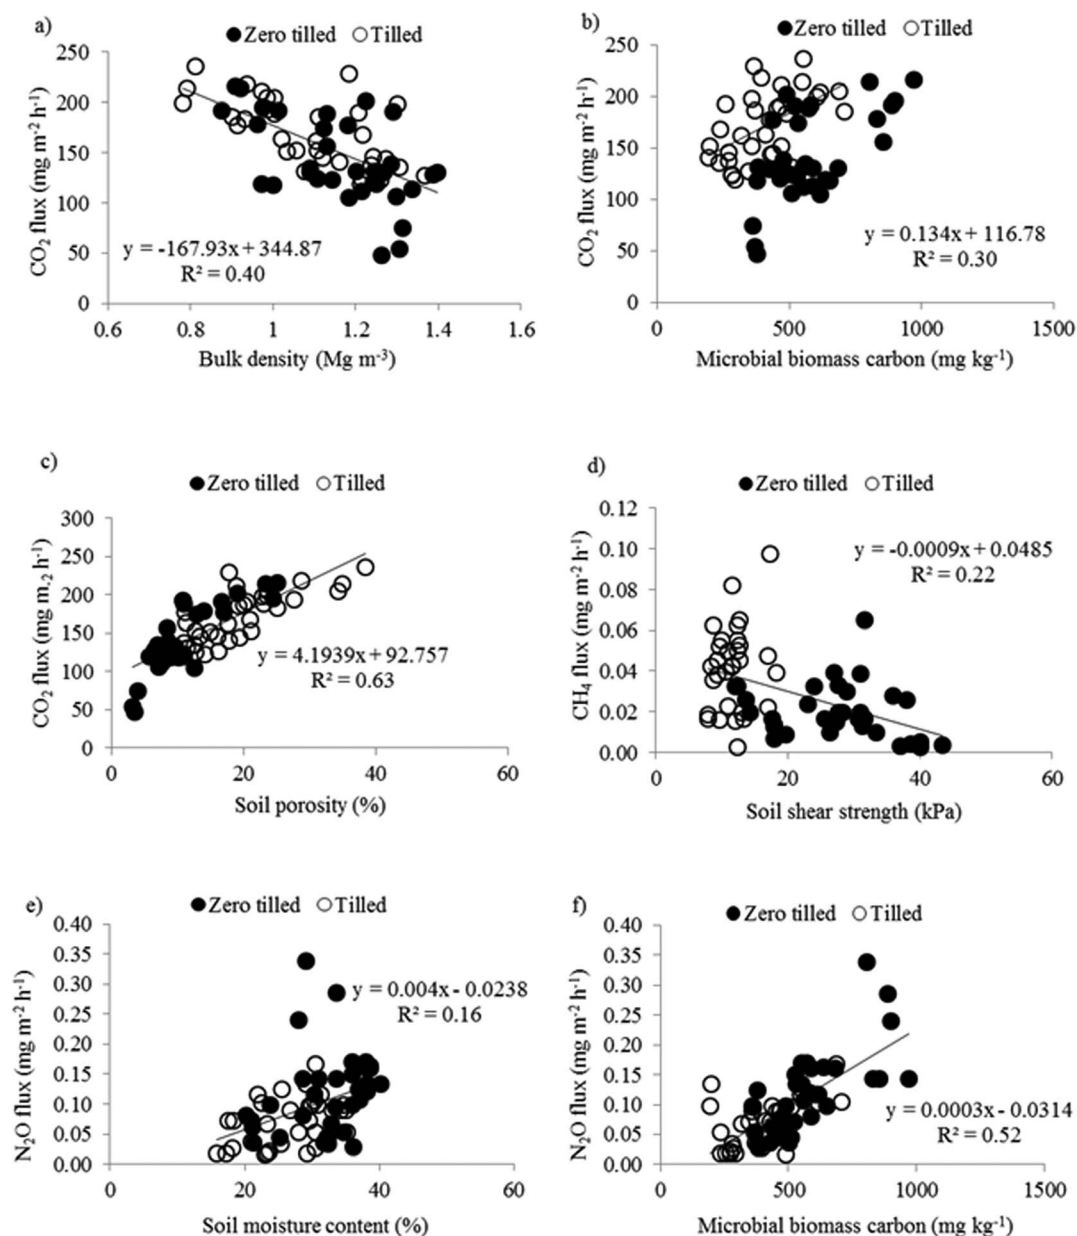 a)
● Zero tilled ○ Tilled
250
200
150
100
50
0
CO₂ flux (mg m⁻² h⁻¹)
y = -167.93x + 344.87
R² = 0.40
0.6 0.8 1 1.2 1.4 1.6
Bulk density (Mg m⁻³)
b)
● Zero tilled ○ Tilled
250
200
150
100
50
0
CO₂ flux (mg m⁻² h⁻¹)
y = 0.134x + 116.78
R² = 0.30
0 500 1000 1500
Microbial biomass carbon (mg kg⁻¹)
c)
● Zero tilled ○ Tilled
300
250
200
150
100
50
0
CO₂ flux (mg m.₂ h⁻¹)
y = 4.1939x + 92.757
R² = 0.63
0 20 40 60
Soil porosity (%)
d)
● Zero tilled ○ Tilled
0.12
0.10
0.08
0.06
0.04
0.02
0.00
CH₄ flux (mg m⁻² h⁻¹)
y = -0.0009x + 0.0485
R² = 0.22
0 20 40 60
Soil shear strength (kPa)
e)
● Zero tilled ○ Tilled
0.40
0.35
0.30
0.25
0.20
0.15
0.10
0.05
0.00
N₂O flux (mg m⁻² h⁻¹)
y = 0.004x - 0.0238
R² = 0.16
0 20 40 60
Soil moisture content (%)
f)
● Zero tilled ○ Tilled
0.40
0.35
0.30
0.25
0.20
0.15
0.10
0.05
0.00
N₂O flux (mg m⁻² h⁻¹)
y = 0.0003x - 0.0314
R² = 0.52
0 500 1000 1500
Microbial biomass carbon (mg kg⁻¹)